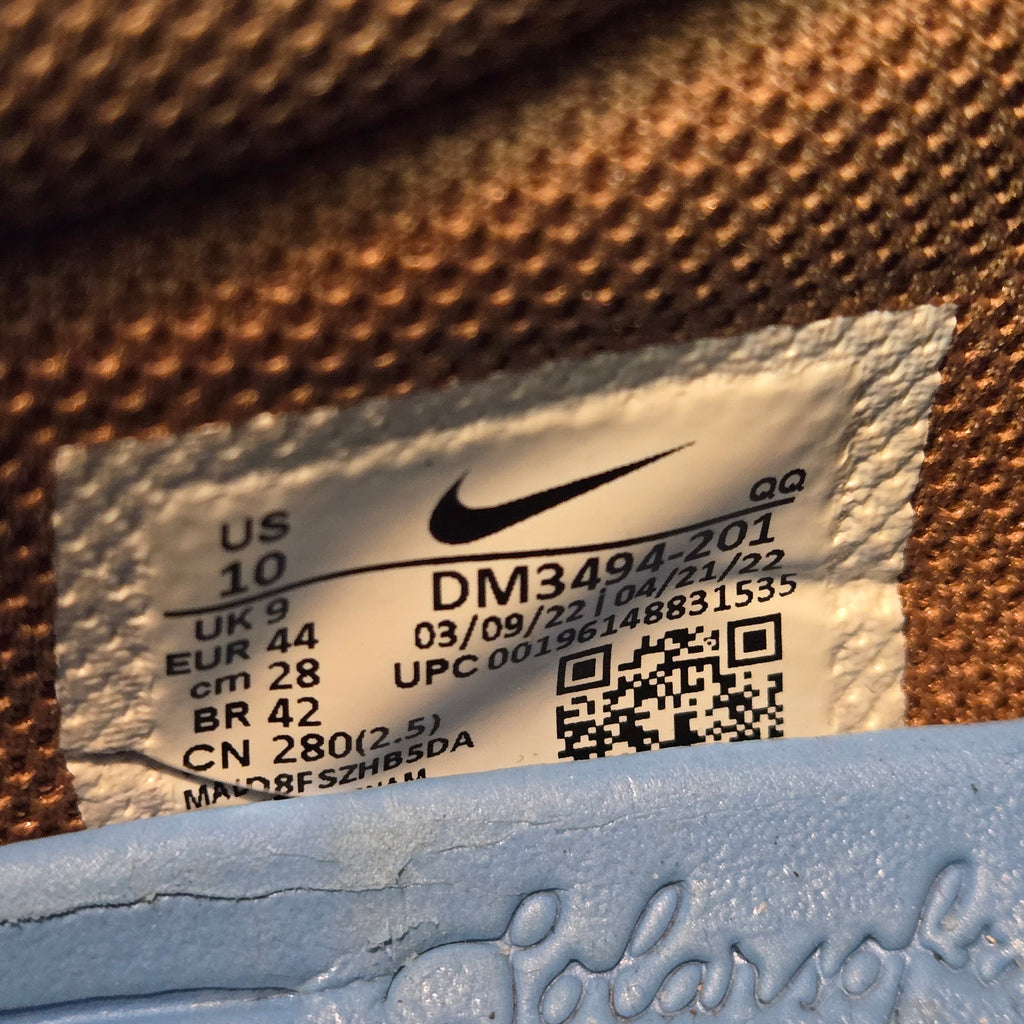 QQ
US
10
DM3494-201
UK 9
03/09/22 | 04/21/22
EUR 44
UPC 00196148831535
cm 28
BR 42
CN 280(2.5)